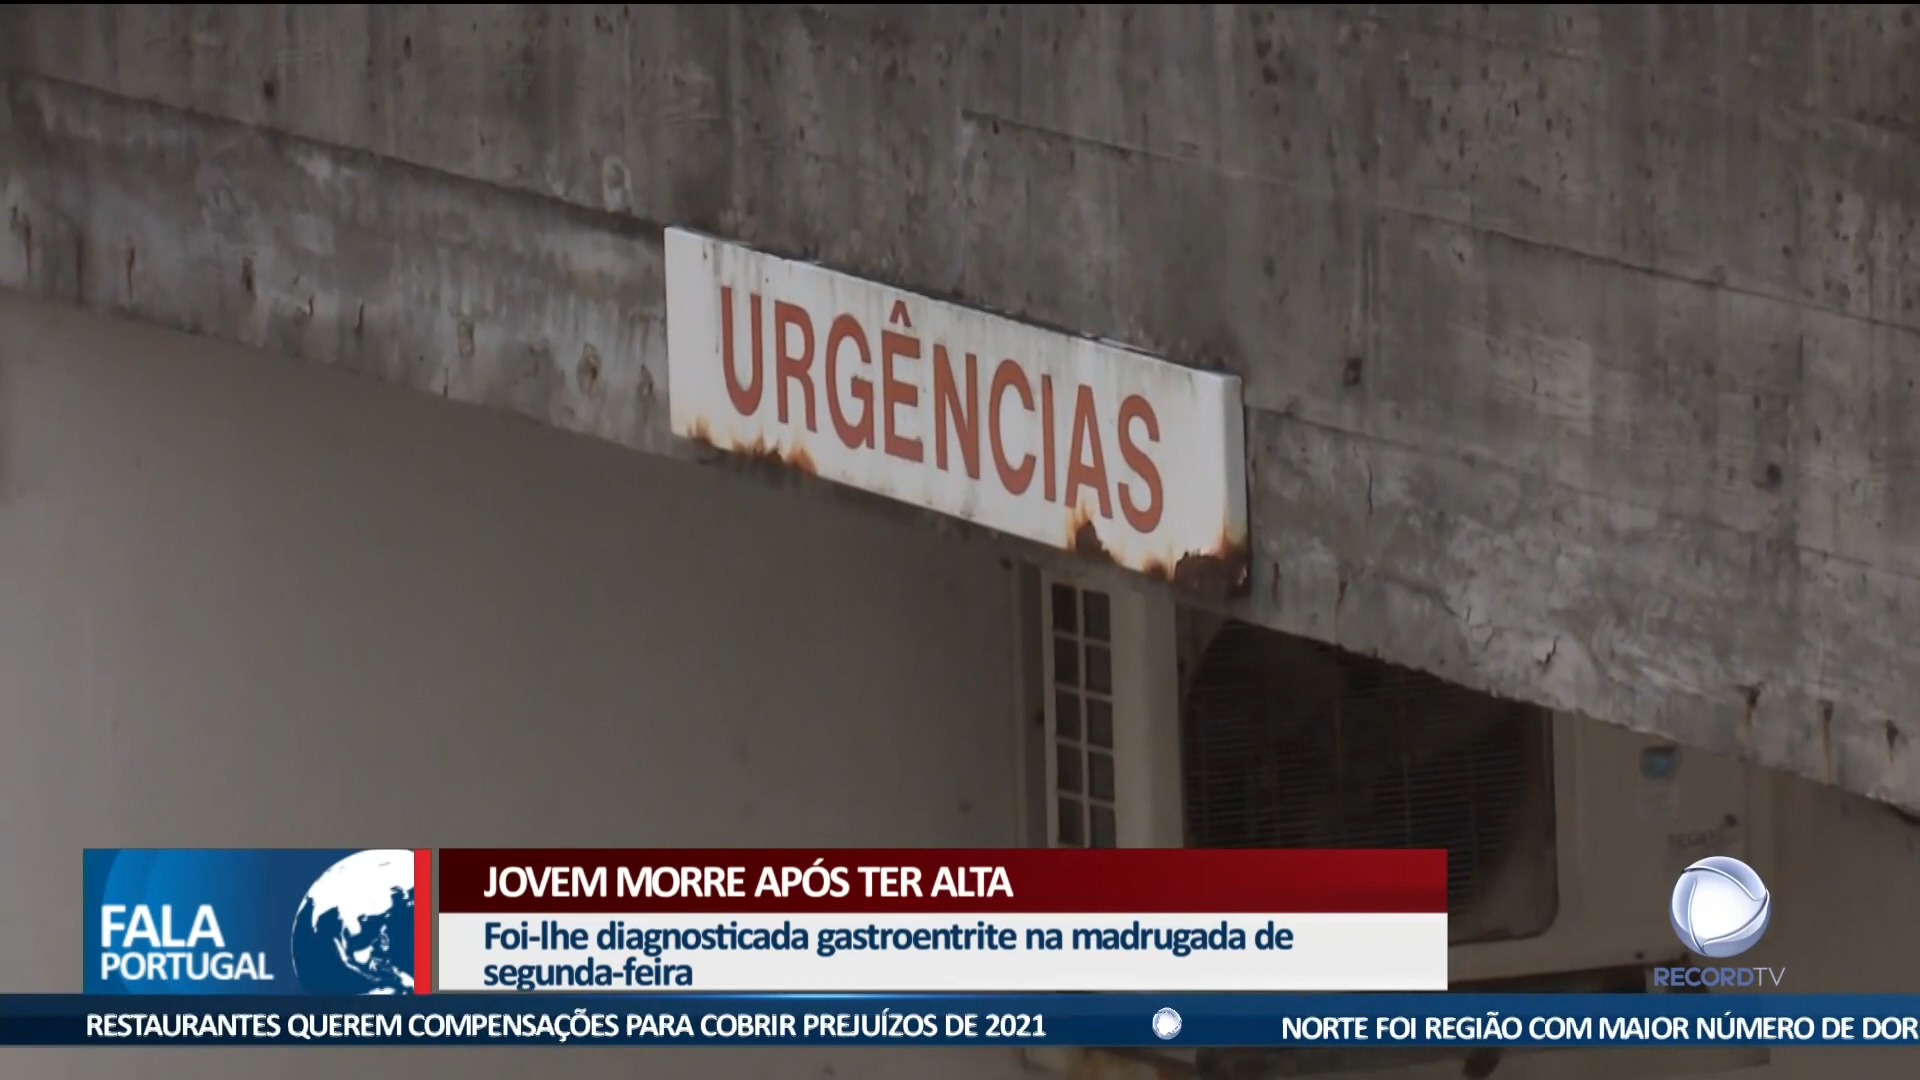 URGÊNCIAS
JOVEM MORRE APÓS TER ALTA
Foi-lhe diagnosticada gastroentrite na madrugada de
segunda-feira
FALA
PORTUGAL
RECORDTV
RESTAURANTES QUEREM COMPENSAÇÕES PARA COBRIR PREJUÍZOS DE 2021
NORTE FOI REGIÃO COM MAIOR NÚMERO DE DOR